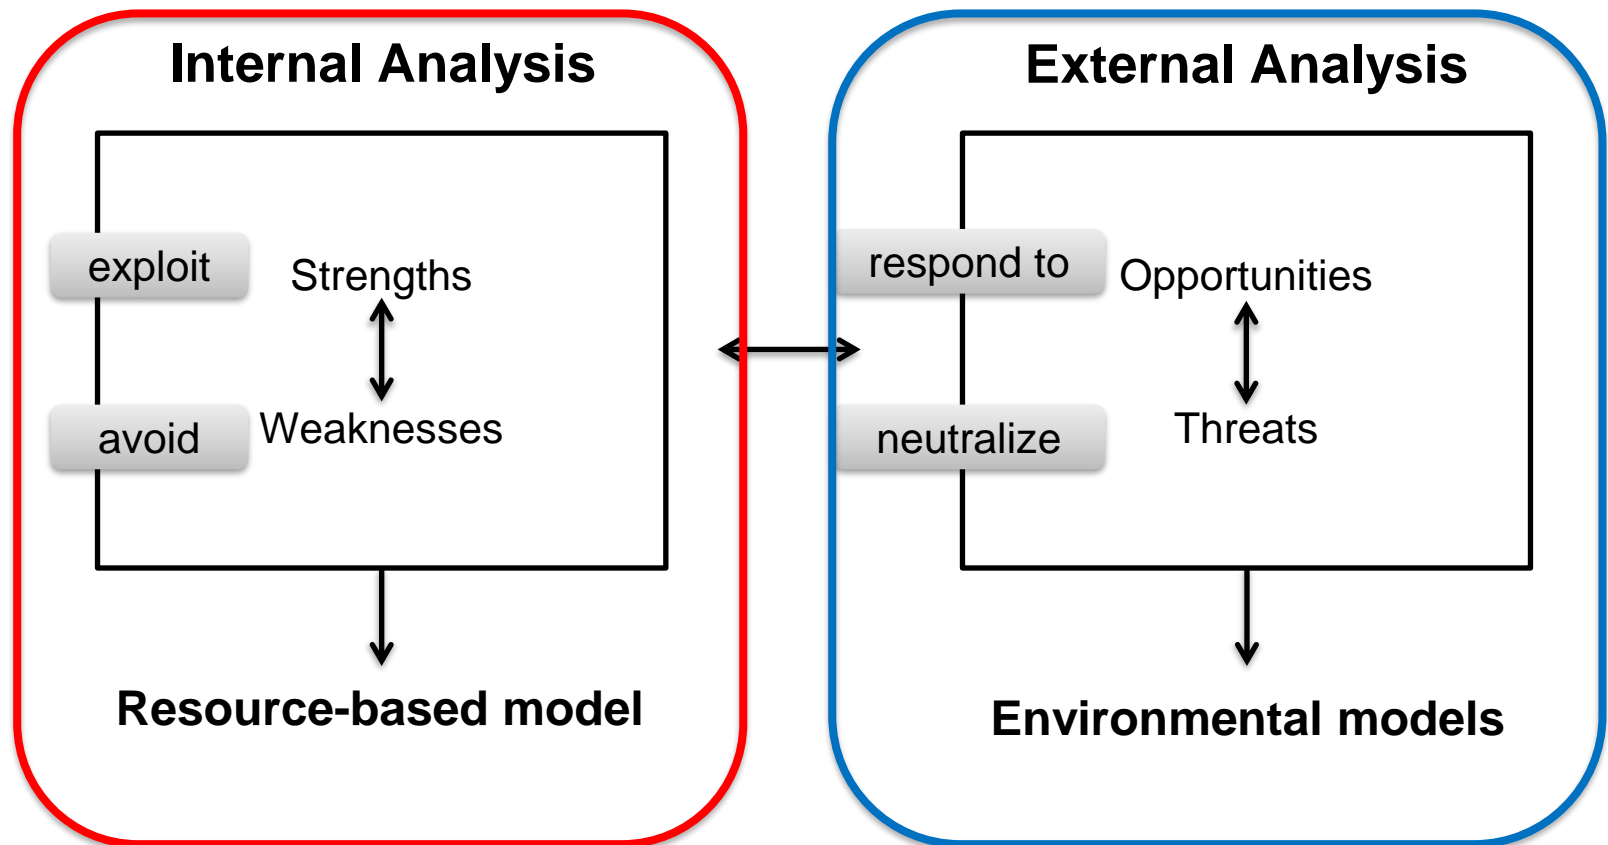 Internal Analysis
exploit
Strengths
avoid
Weaknesses
Resource-based model
External Analysis
respond to
Opportunities
neutralize
Threats
Environmental models